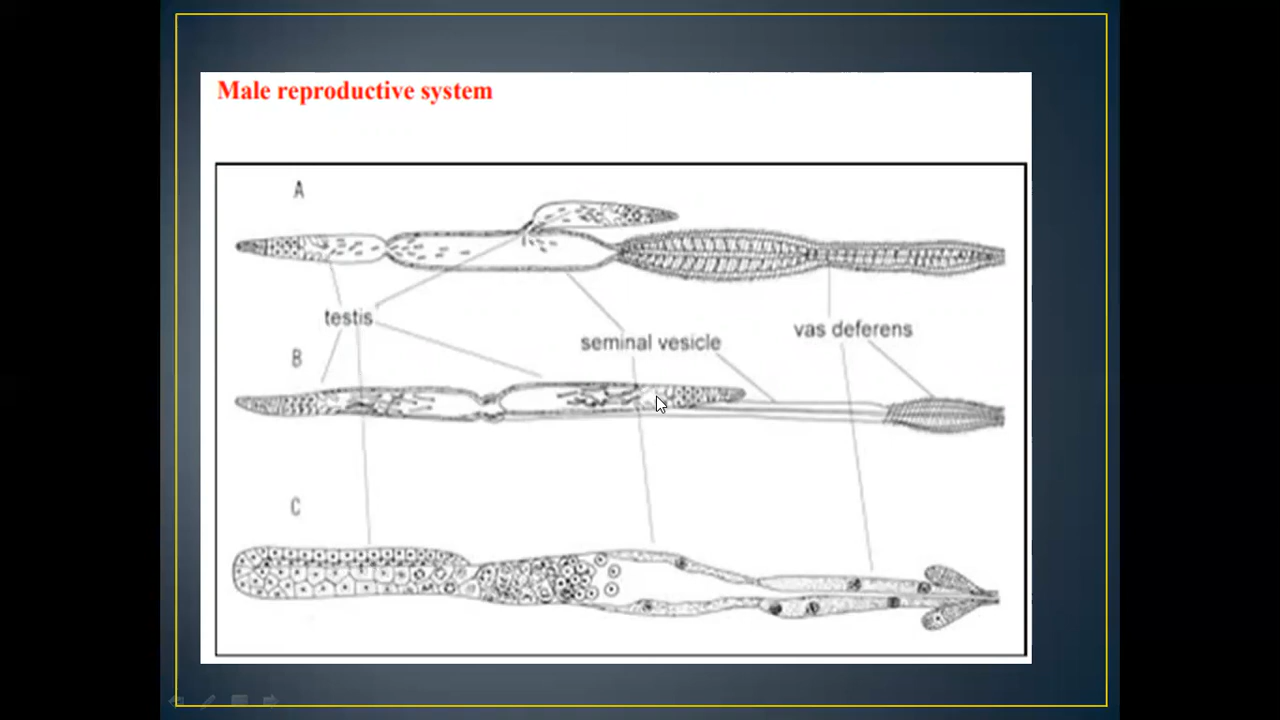 Male reproductive system
A
testis
seminal vesicle
vas deferens
B
C